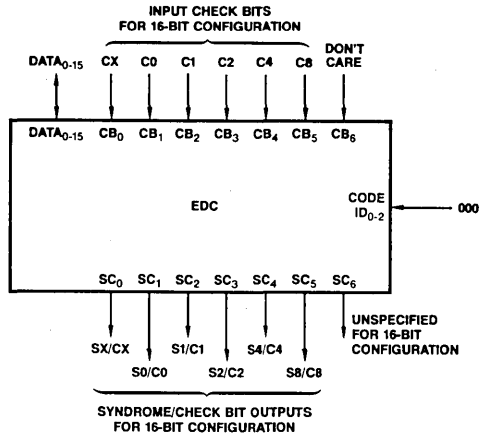 INPUT CHECK BITS
FOR 16-BIT CONFIGURATION
DATA0-15 CX C0 C1 C2 C4 C8 DON'T CARE
DATA0-15 CB0 CB1 CB2 CB3 CB4 CB5 CB6
EDC
CODE
ID0-2
000
SC0 SC1 SC2 SC3 SC4 SC5 SC6
SX/CX S1/C1 S4/C4
S0/C0 S2/C2 S8/C8
UNSPECIFIED
FOR 16-BIT
CONFIGURATION
SYNDROME/CHECK BIT OUTPUTS
FOR 16-BIT CONFIGURATION